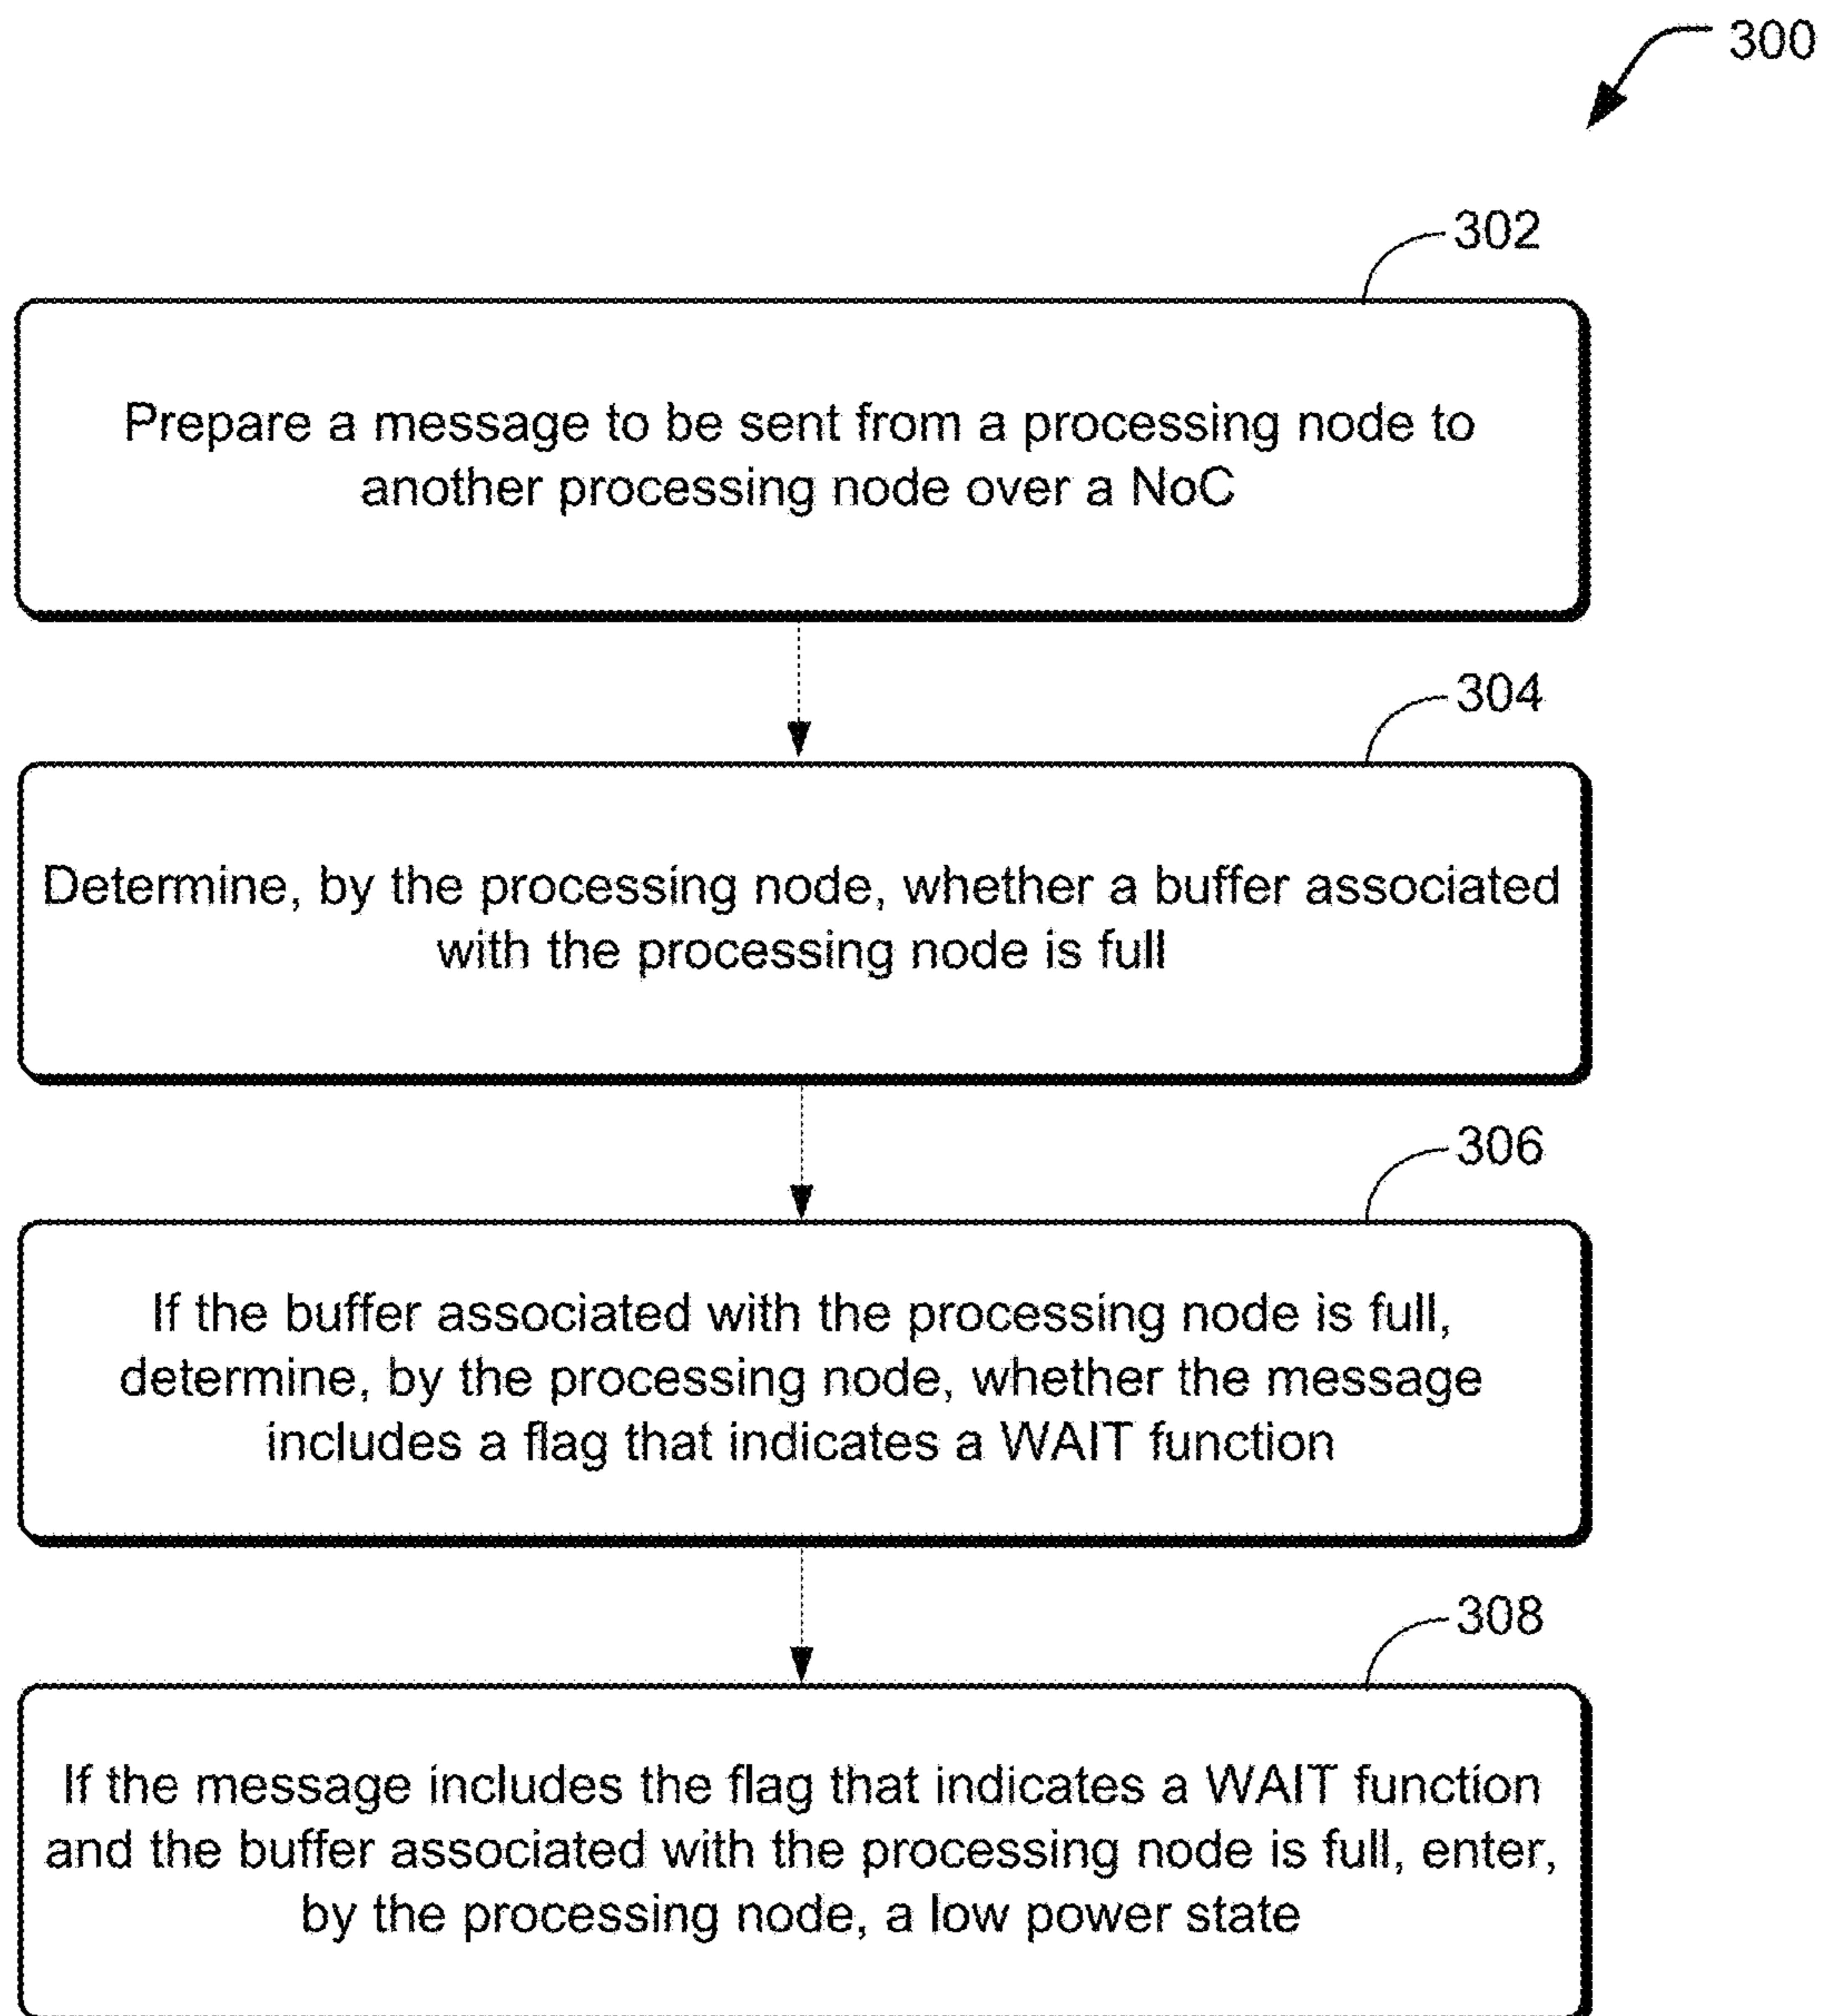 300
302
Prepare a message to be sent from a processing node to
another processing node over a NoC
304
Determine, by the processing node, whether a buffer associated
with the processing node is full
306
If the buffer associated with the processing node is full,
determine, by the processing node, whether the message
includes a flag that indicates a WAIT function
308
If the message includes the flag that indicates a WAIT function
and the buffer associated with the processing node is full, enter,
by the processing node, a low power state